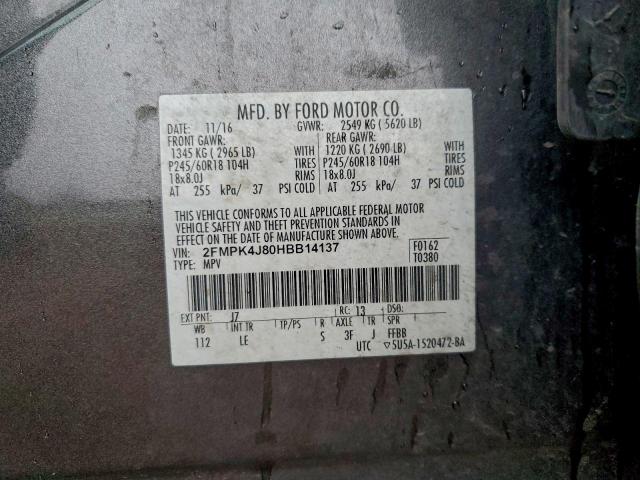 MFD. BY FORD MOTOR CO.
DATE: 11/16 GVWR: 2549 KG ( 5620 LB)
FRONT GAWR: REAR GAWR:
1345 KG ( 2965 LB) WITH 1220 KG ( 2690 LB) WITH
P245/60R18 104H TIRES P245/60R18 104H TIRES
18x8.0J RIMS 18x8.0J RIMS
AT 255 kPa/ 37 PSI COLD AT 255 kPa/ 37 PSI COLD
THIS VEHICLE CONFORMS TO ALL APPLICABLE FEDERAL MOTOR
VEHICLE SAFETY AND THEFT PREVENTION STANDARDS IN
EFFECT ON THE DATE OF MANUFACTURE SHOWN ABOVE.
VIN: 2FMPK4J80HBB14137 F0162
TYPE: MPV T0380
EXT PNT: J7 RC: 13 DSO:
WB INT TR TP/PS R AXLE TR SPR
112 LE S 3F J FFBB
UTC ▽5U5A-1520472-BA